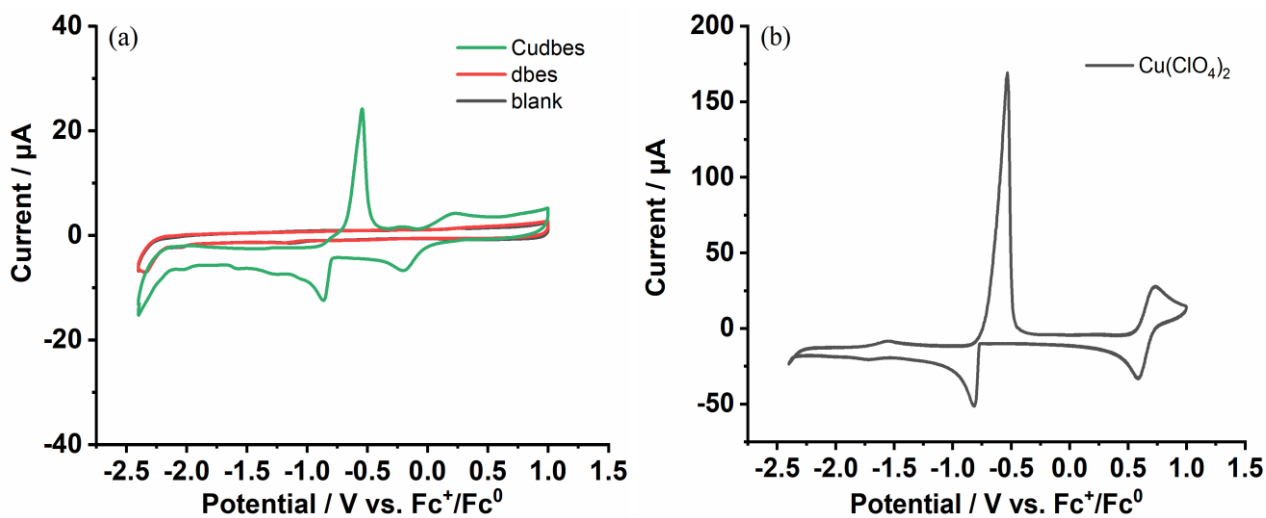 (a)
Cudbes
dbes
blank
40
20
0
-20
-40
Current / µA
-2.5 -2.0 -1.5 -1.0 -0.5 0.0 0.5 1.0 1.5
Potential / V vs. Fc⁺/Fc⁰
(b)
Cu(ClO₄)₂
200
150
100
50
0
-50
Current / µA
-2.5 -2.0 -1.5 -1.0 -0.5 0.0 0.5 1.0 1.5
Potential / V vs. Fc⁺/Fc⁰